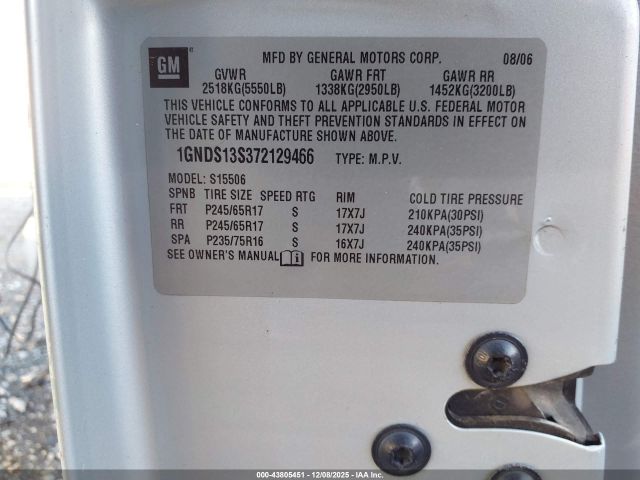 GM
MFD BY GENERAL MOTORS CORP. 08/06
GVWR GAWR FRT GAWR RR
2518KG(5550LB) 1338KG(2950LB) 1452KG(3200LB)
THIS VEHICLE CONFORMS TO ALL APPLICABLE U.S. FEDERAL MOTOR
VEHICLE SAFETY AND THEFT PREVENTION STANDARDS IN EFFECT ON
THE DATE OF MANUFACTURE SHOWN ABOVE.
1GNDS13S372129466 TYPE: M.P.V.
MODEL: S15506
SPNB TIRE SIZE SPEED RTG RIM COLD TIRE PRESSURE
FRT P245/65R17 S 17X7J 210KPA(30PSI)
RR P245/65R17 S 17X7J 240KPA(35PSI)
SPA P235/75R16 S 16X7J 240KPA(35PSI)
SEE OWNER'S MANUAL FOR MORE INFORMATION.
000-43805451 - 12/08/2025 - IAA Inc.